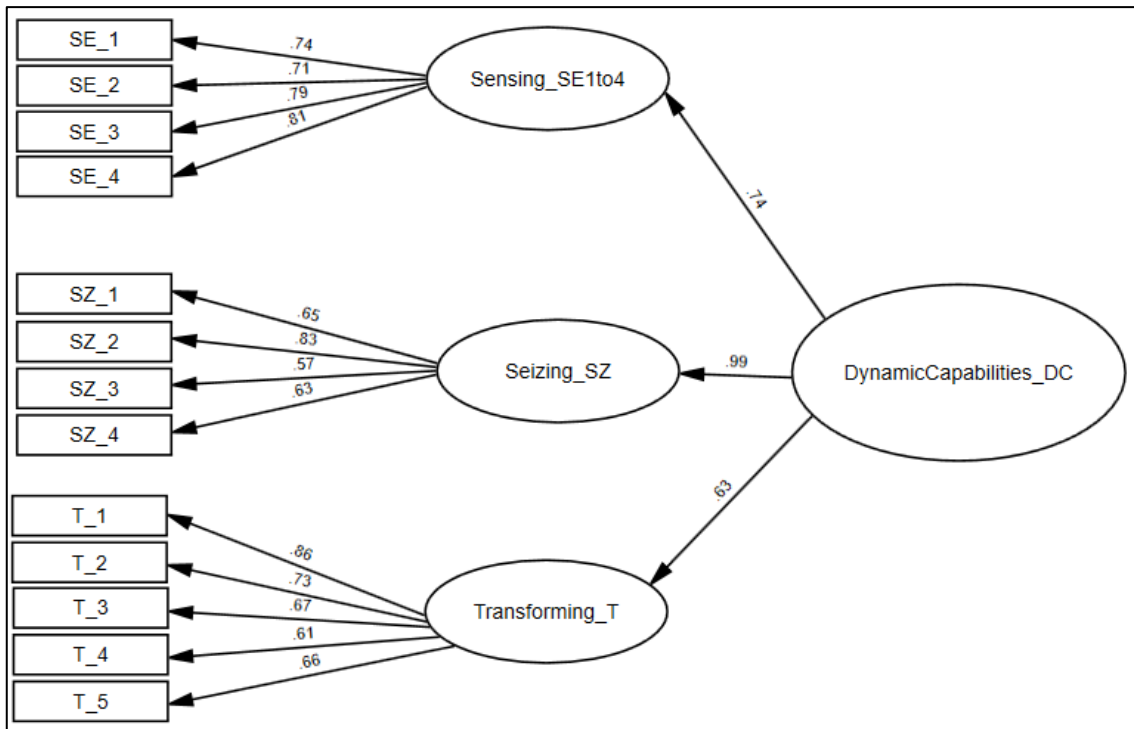 SE_1
SE_2
SE_3
SE_4
.74
.71
.79
.81
Sensing_SE1to4
.74
SZ_1
SZ_2
SZ_3
SZ_4
.65
.83
.57
.63
Seizing_SZ
.99
DynamicCapabilities_DC
.63
T_1
T_2
T_3
T_4
T_5
.86
.73
.67
.61
.66
Transforming_T